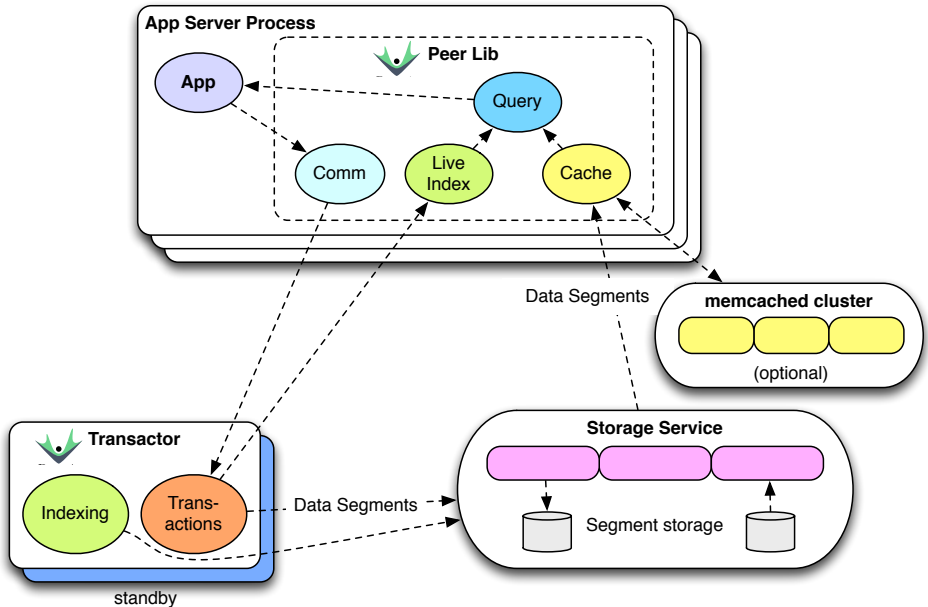 App Server Process
Peer Lib
App
Query
Comm
Live
Index
Cache
Data Segments
memcached cluster
(optional)
Transactor
Storage Service
Indexing
Trans-
actions
Data Segments
Segment storage
standby